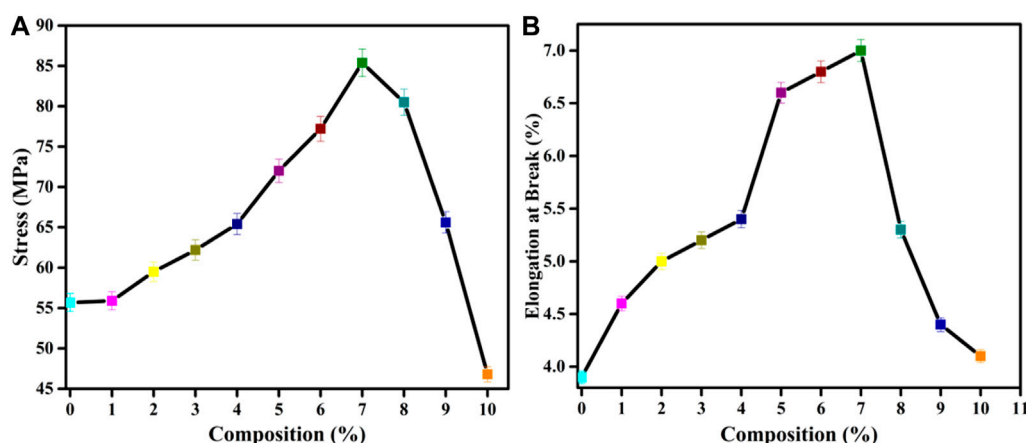 A
Stress (MPa)
90
85
80
75
70
65
60
55
50
45
0 1 2 3 4 5 6 7 8 9 10
Composition (%)
B
Elongation at Break (%)
7.0
6.5
6.0
5.5
5.0
4.5
4.0
0 1 2 3 4 5 6 7 8 9 10 11
Composition (%)